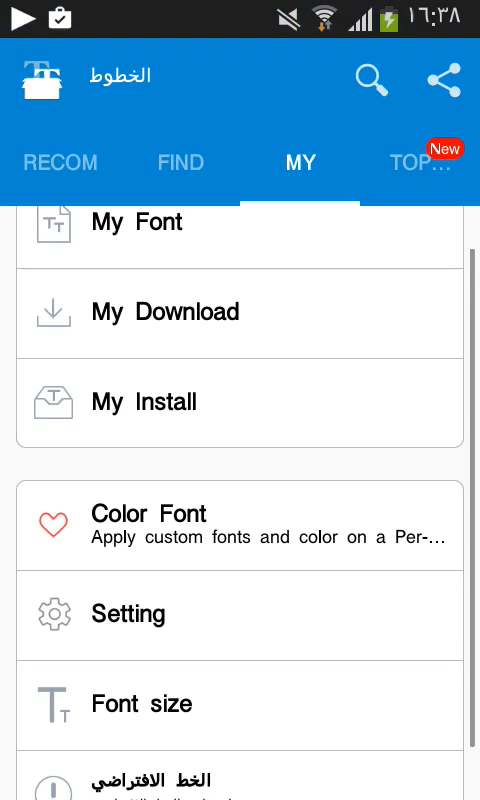 ١٦:٣٨
الخطوط
RECOM
FIND
MY
TOP...
New
My Font
My Download
My Install
Color Font
Apply custom fonts and color on a Per-...
Setting
Font size
الخط الافتراضي